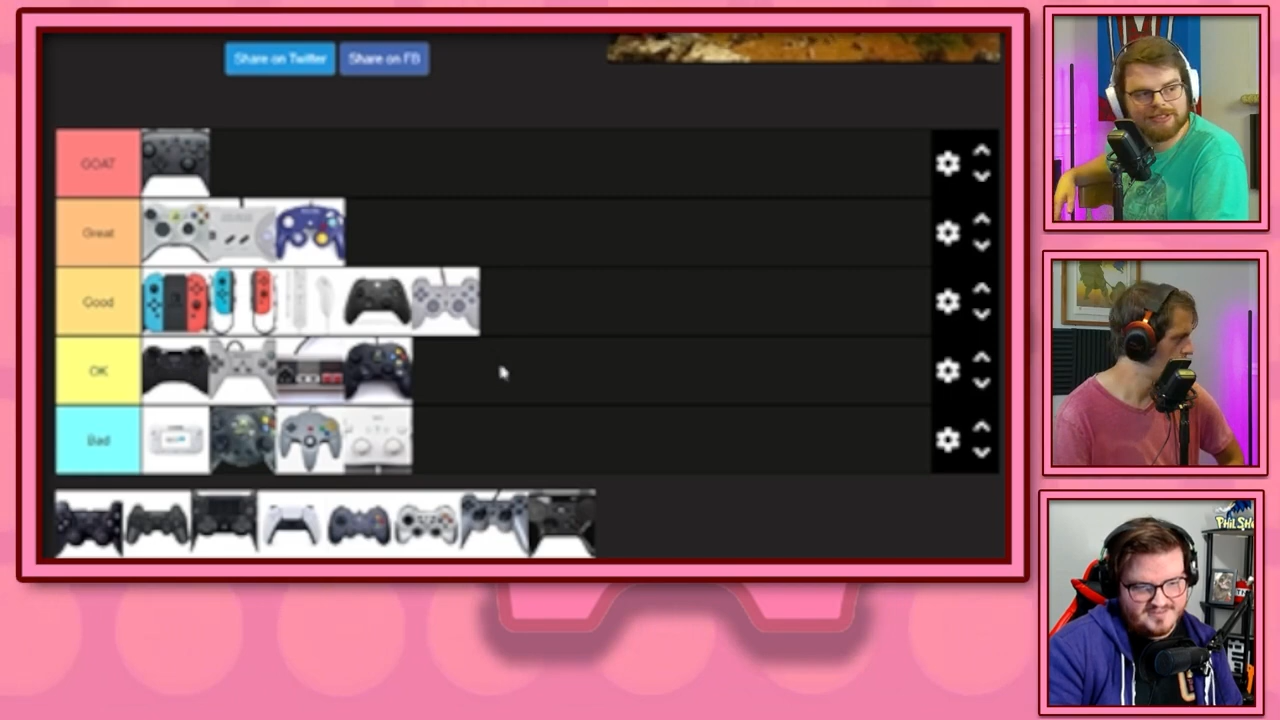 Share on Twitter
Share on FB
GOAT
Great
Good
OK
Bad